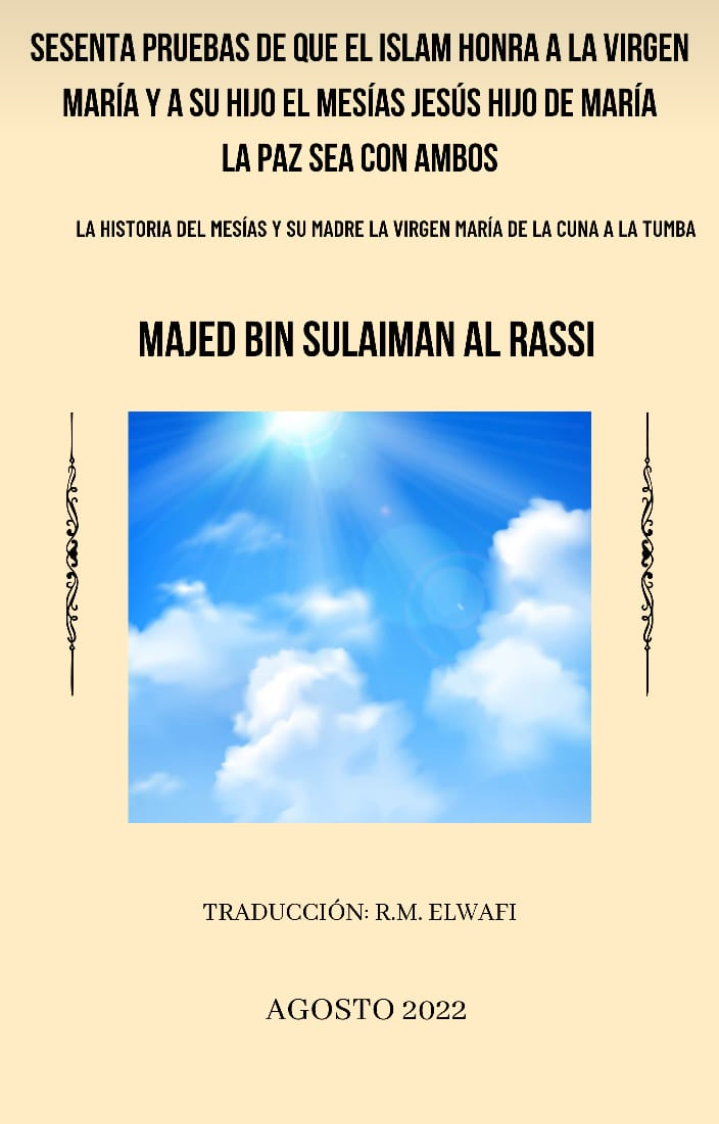 SESENTA PRUEBAS DE QUE EL ISLAM HONRA A LA VIRGEN
MARÍA Y A SU HIJO EL MESÍAS JESÚS HIJO DE MARÍA
LA PAZ SEA CON AMBOS
LA HISTORIA DEL MESÍAS Y SU MADRE LA VIRGEN MARÍA DE LA CUNA A LA TUMBA
MAJED BIN SULAIMAN AL RASSI
TRADUCCIÓN: R.M. ELWAFI
AGOSTO 2022